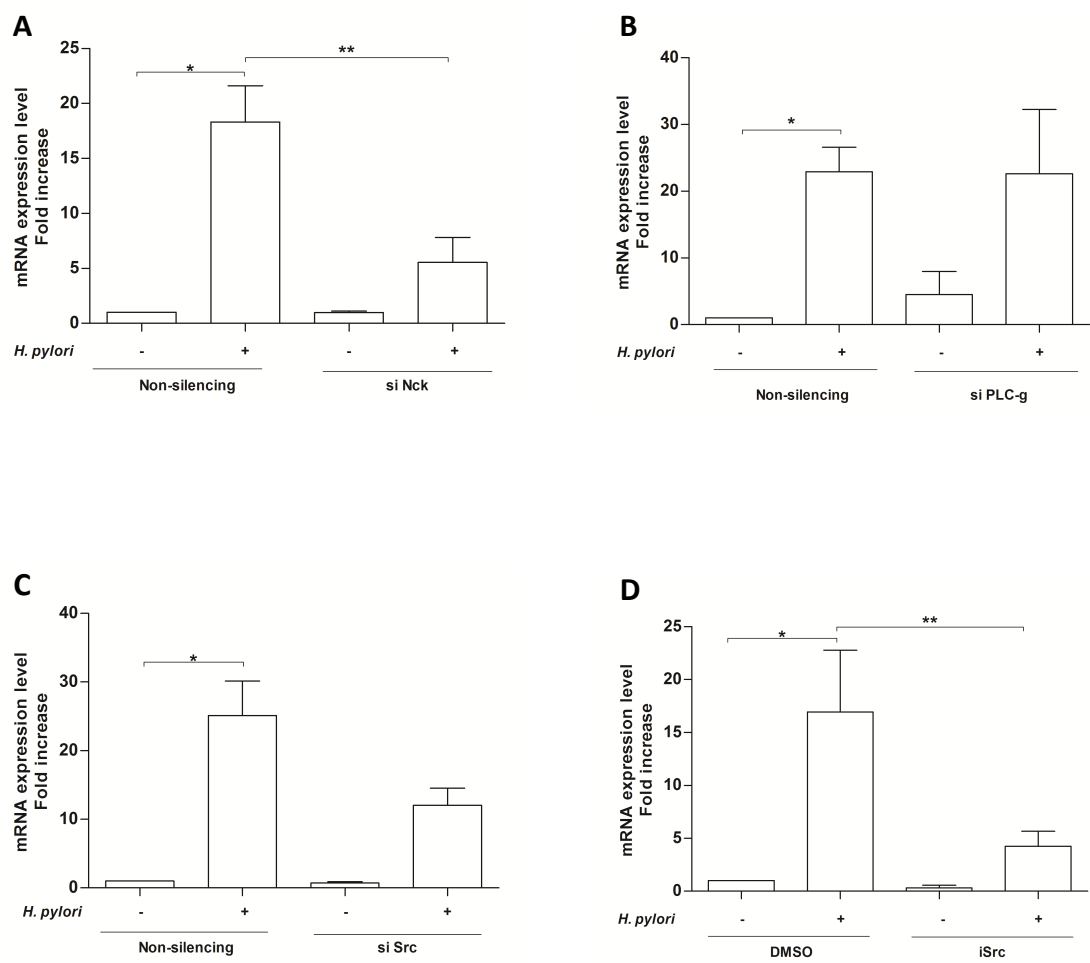 A
mRNA expression level
Fold increase
25
20
15
10
5
0
*
**
H. pylori
- + - +
Non-silencing si Nck
B
mRNA expression level
Fold increase
40
30
20
10
0
*
H. pylori
- + - +
Non-silencing si PLC-g
C
mRNA expression level
Fold increase
40
30
20
10
0
*
H. pylori
- + - +
Non-silencing si Src
D
mRNA expression level
Fold increase
25
20
15
10
5
0
*
**
H. pylori
- + - +
DMSO iSrc